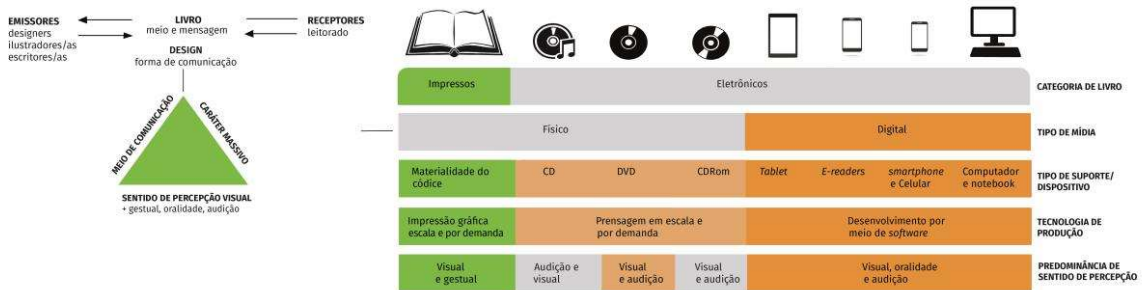 EMISSORES
designers
ilustradores/as
escritores/as
LIVRO
meio e mensagem
RECEPTORES
leitorado
DESIGN
forma de comunicação
MEIO DE COMUNICAÇÃO
CARÁTER MASSIVO
SENTIDO DE PERCEPÇÃO VISUAL
+ gestual, oralidade, audição
Impressos
Eletrônicos
CATEGORIA DE LIVRO
Físico
Digital
TIPO DE MÍDIA
Materialidade do
códice
CD
DVD
CDRom
Tablet
E-readers
smartphone
e Celular
Computador
e notebook
TIPO DE SUPORTE/
DISPOSITIVO
Impressão gráfica
escala e por demanda
Prensagem em escala e
por demanda
Desenvolvimento por
meio de software
TECNOLOGIA DE
PRODUÇÃO
Visual
e gestual
Audição e
visual
Visual
e audição
Visual
e audição
Visual, oralidade
e audição
PREDOMINÂNCIA DE
SENTIDO DE PERCEPÇÃO